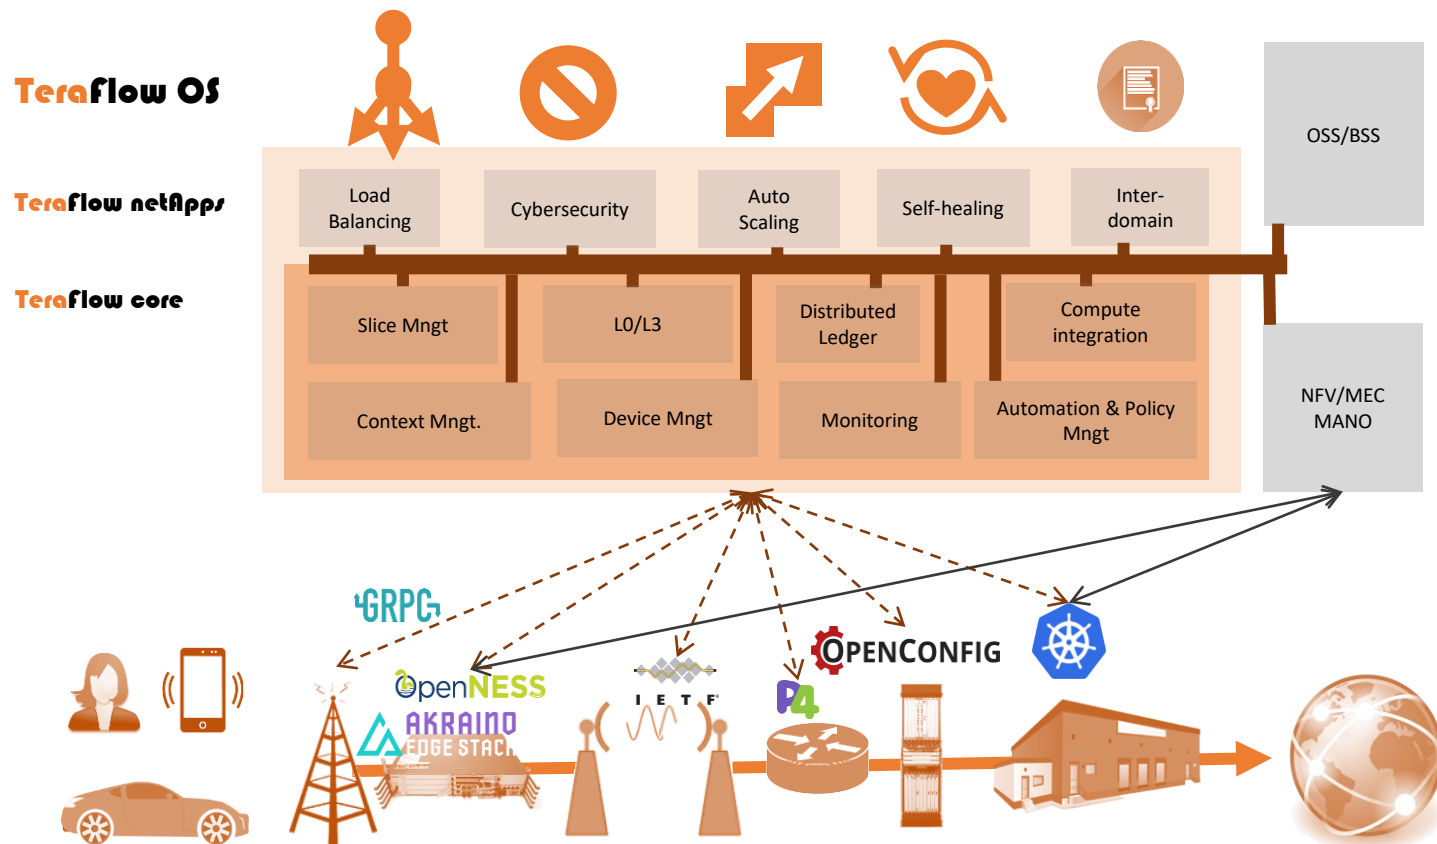 TeraFlow OS
OSS/BSS
TeraFlow netApps
Load
Balancing
Cybersecurity
Auto
Scaling
Self-healing
Inter-
domain
TeraFlow core
Slice Mngt
L0/L3
Distributed
Ledger
Compute
integration
Context Mngt.
Device Mngt
Monitoring
Automation & Policy
Mngt
NFV/MEC
MANO
GRPC
OpenNESS
AKRAINO
EDGE STACK
IETF
P4
OPENCONFIG